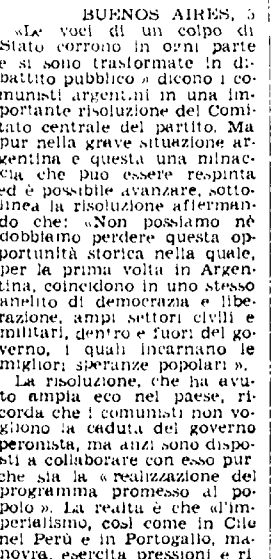 BUENOS AIRES, 5
«Le voci di un colpo di
Stato corrono in ogni parte
e si sono trasformate in di-
battito pubblico » dicono i co-
munisti argentini in una im-
portante risoluzione del Comi-
tato centrale del partito. Ma
pur nella grave situazione ar-
gentina e questa una minac-
cia che può essere respinta
ed è possibile avanzare, sotto-
linea la risoluzione afferman-
do che: «Non possiamo nè
dobbiamo perdere questa op-
portunità storica nella quale,
per la prima volta in Argen-
tina, coincidono in uno stesso
anelito di democrazia e libe-
razione, ampi settori civili e
militari, dentro e fuori del go-
verno, i quali incarnano le
migliori speranze popolari ».
La risoluzione, che ha avu-
to ampia eco nel paese, ri-
corda che i comunisti non vo-
gliono la caduta del governo
peronista, ma anzi sono dispo-
sti a collaborare con esso pur
che sia la « realizzazione del
programma promesso al po-
polo ». La realtà è che «l'im-
perialismo, così come in Cile
nel Perù e in Portogallo, ma-
novra, esercita pressioni e ri